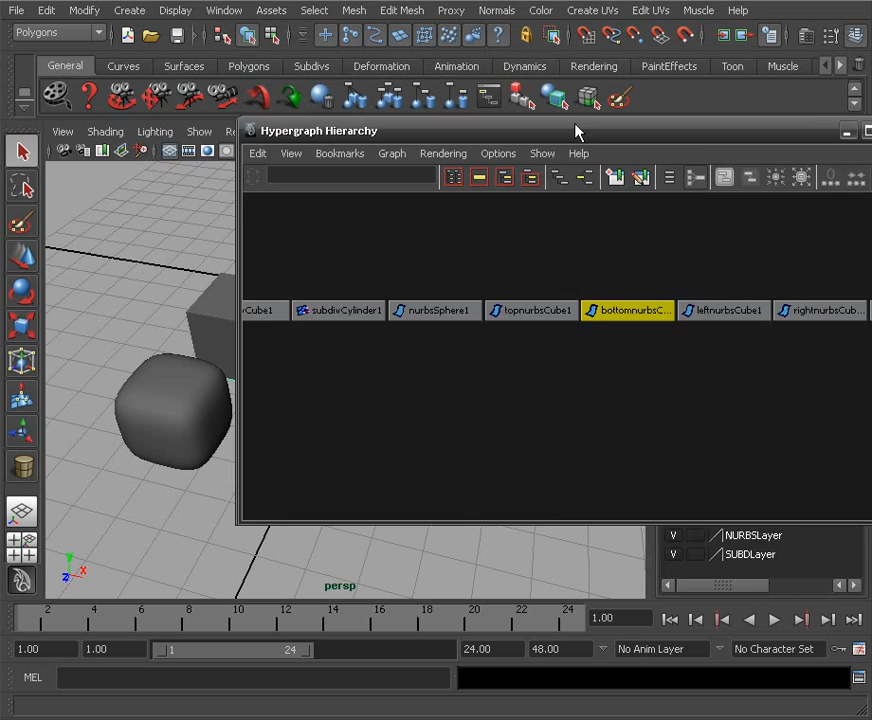 File Edit Modify Create Display Window Assets Select Mesh Edit Mesh Proxy Normals Color Create UVs Edit UVs Muscle Help
Polygons
General Curves Surfaces Polygons Subdivs Deformation Animation Dynamics Rendering PaintEffects Toon Muscle
View Shading Lighting Show Re
Hypergraph Hierarchy
Edit View Bookmarks Graph Rendering Options Show Help
vCube1 subdivCylinder1 nurbsSphere1 topnurbsCube1 bottomnurbsC... leftnurbsCube1 rightnurbsCub...
V NURBSLayer
V SUBDLayer
y
z x
persp
2 4 6 8 10 12 14 16 18 20 22 24
1.00
1.00 1.00 1 24 24.00 48.00 No Anim Layer No Character Set
MEL